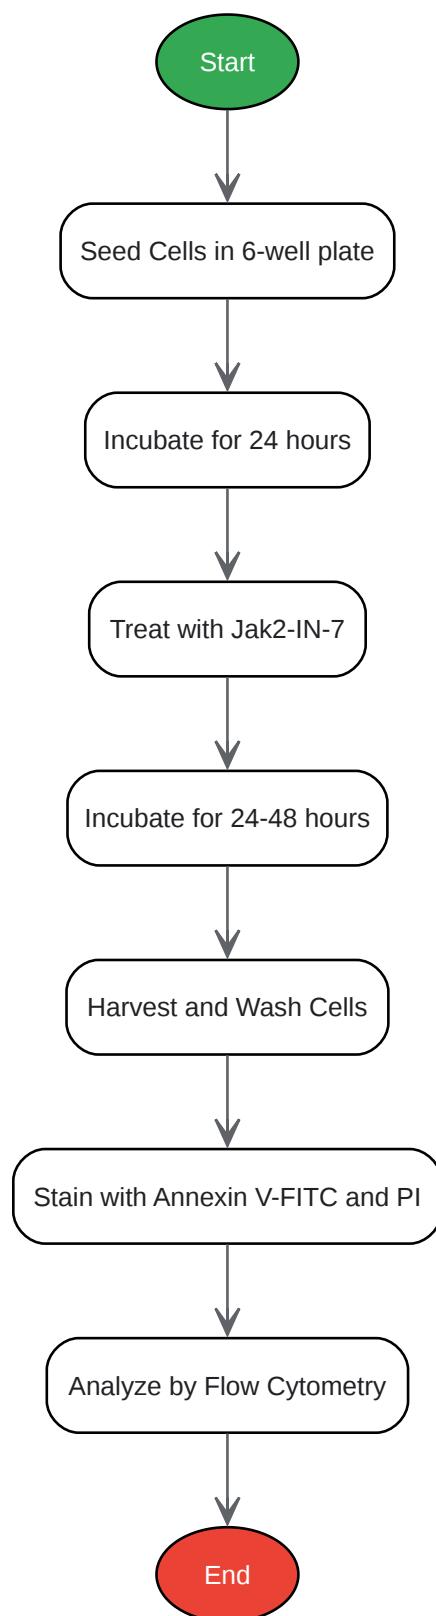 Start
Seed Cells in 6-well plate
Incubate for 24 hours
Treat with Jak2-IN-7
Incubate for 24-48 hours
Harvest and Wash Cells
Stain with Annexin V-FITC and PI
Analyze by Flow Cytometry
End